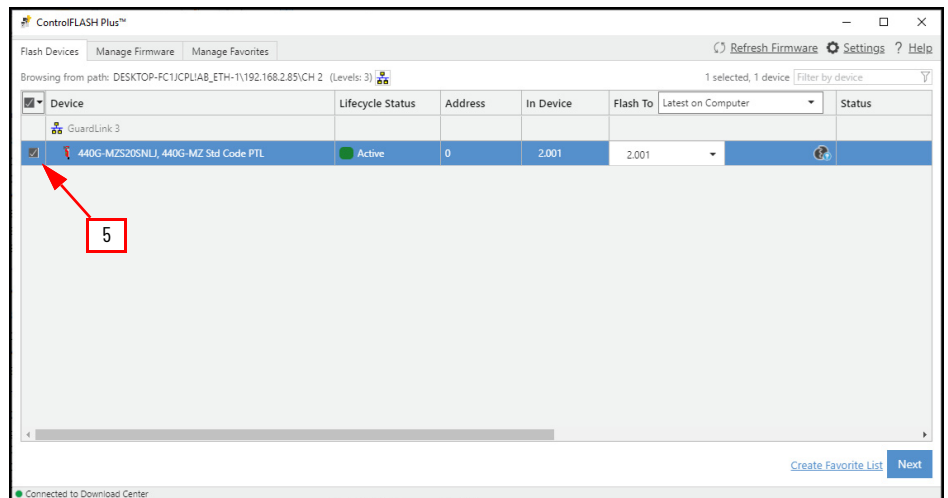 ControlFLASH Plus™
Flash Devices Manage Firmware Manage Favorites Refresh Firmware Settings ? Help
Browsing from path: DESKTOP-FC1JCPL\AB_ETH-1\192.168.2.85\CH 2 (Levels: 3) 1 selected, 1 device Filter by device
Device Lifecycle Status Address In Device Flash To Latest on Computer Status
GuardLink 3
440G-MZS20SNLJ, 440G-MZ Std Code PTL Active 0 2.001 2.001
5
Create Favorite List Next
Connected to Download Center